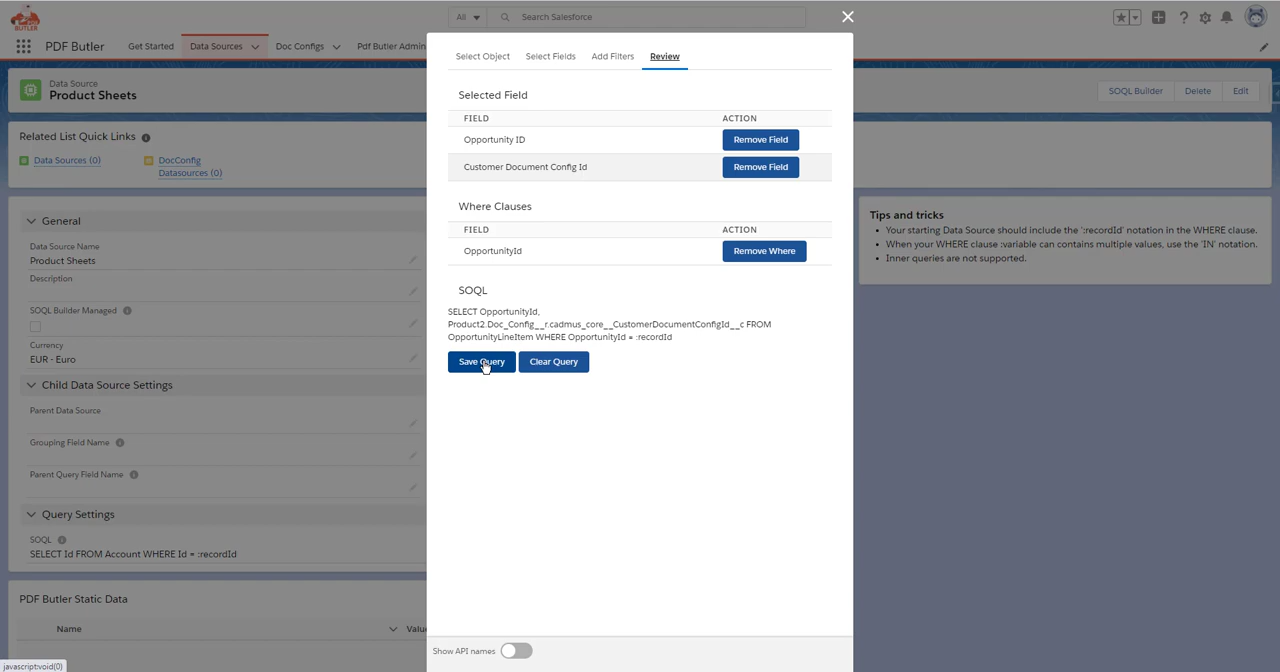 All
Search Salesforce
BUTLER
PDF Butler
Get Started
Data Sources
Doc Configs
Pdf Butler Admin
Select Object
Select Fields
Add Filters
Review
Data Source
Product Sheets
SOQL Builder
Delete
Edit
Related List Quick Links
Data Sources (0)
DocConfig
Datasources (0)
General
Data Source Name
Product Sheets
Description
SOQL Builder Managed
Currency
EUR - Euro
Child Data Source Settings
Parent Data Source
Grouping Field Name
Parent Query Field Name
Query Settings
SOQL
SELECT Id FROM Account WHERE Id = :recordId
PDF Butler Static Data
Name
Value
Selected Field
FIELD
ACTION
Opportunity ID
Remove Field
Customer Document Config Id
Remove Field
Where Clauses
FIELD
ACTION
OpportunityId
Remove Where
SOQL
SELECT OpportunityId,
Product2.Doc_Config__r.cadmus_core__CustomerDocumentConfigId__c FROM
OpportunityLineItem WHERE OpportunityId = :recordId
Save Query
Clear Query
Show API names
Tips and tricks
Your starting Data Source should include the ':recordId' notation in the WHERE clause.
When your WHERE clause :variable can contains multiple values, use the 'IN' notation.
Inner queries are not supported.
javascript:void(0)